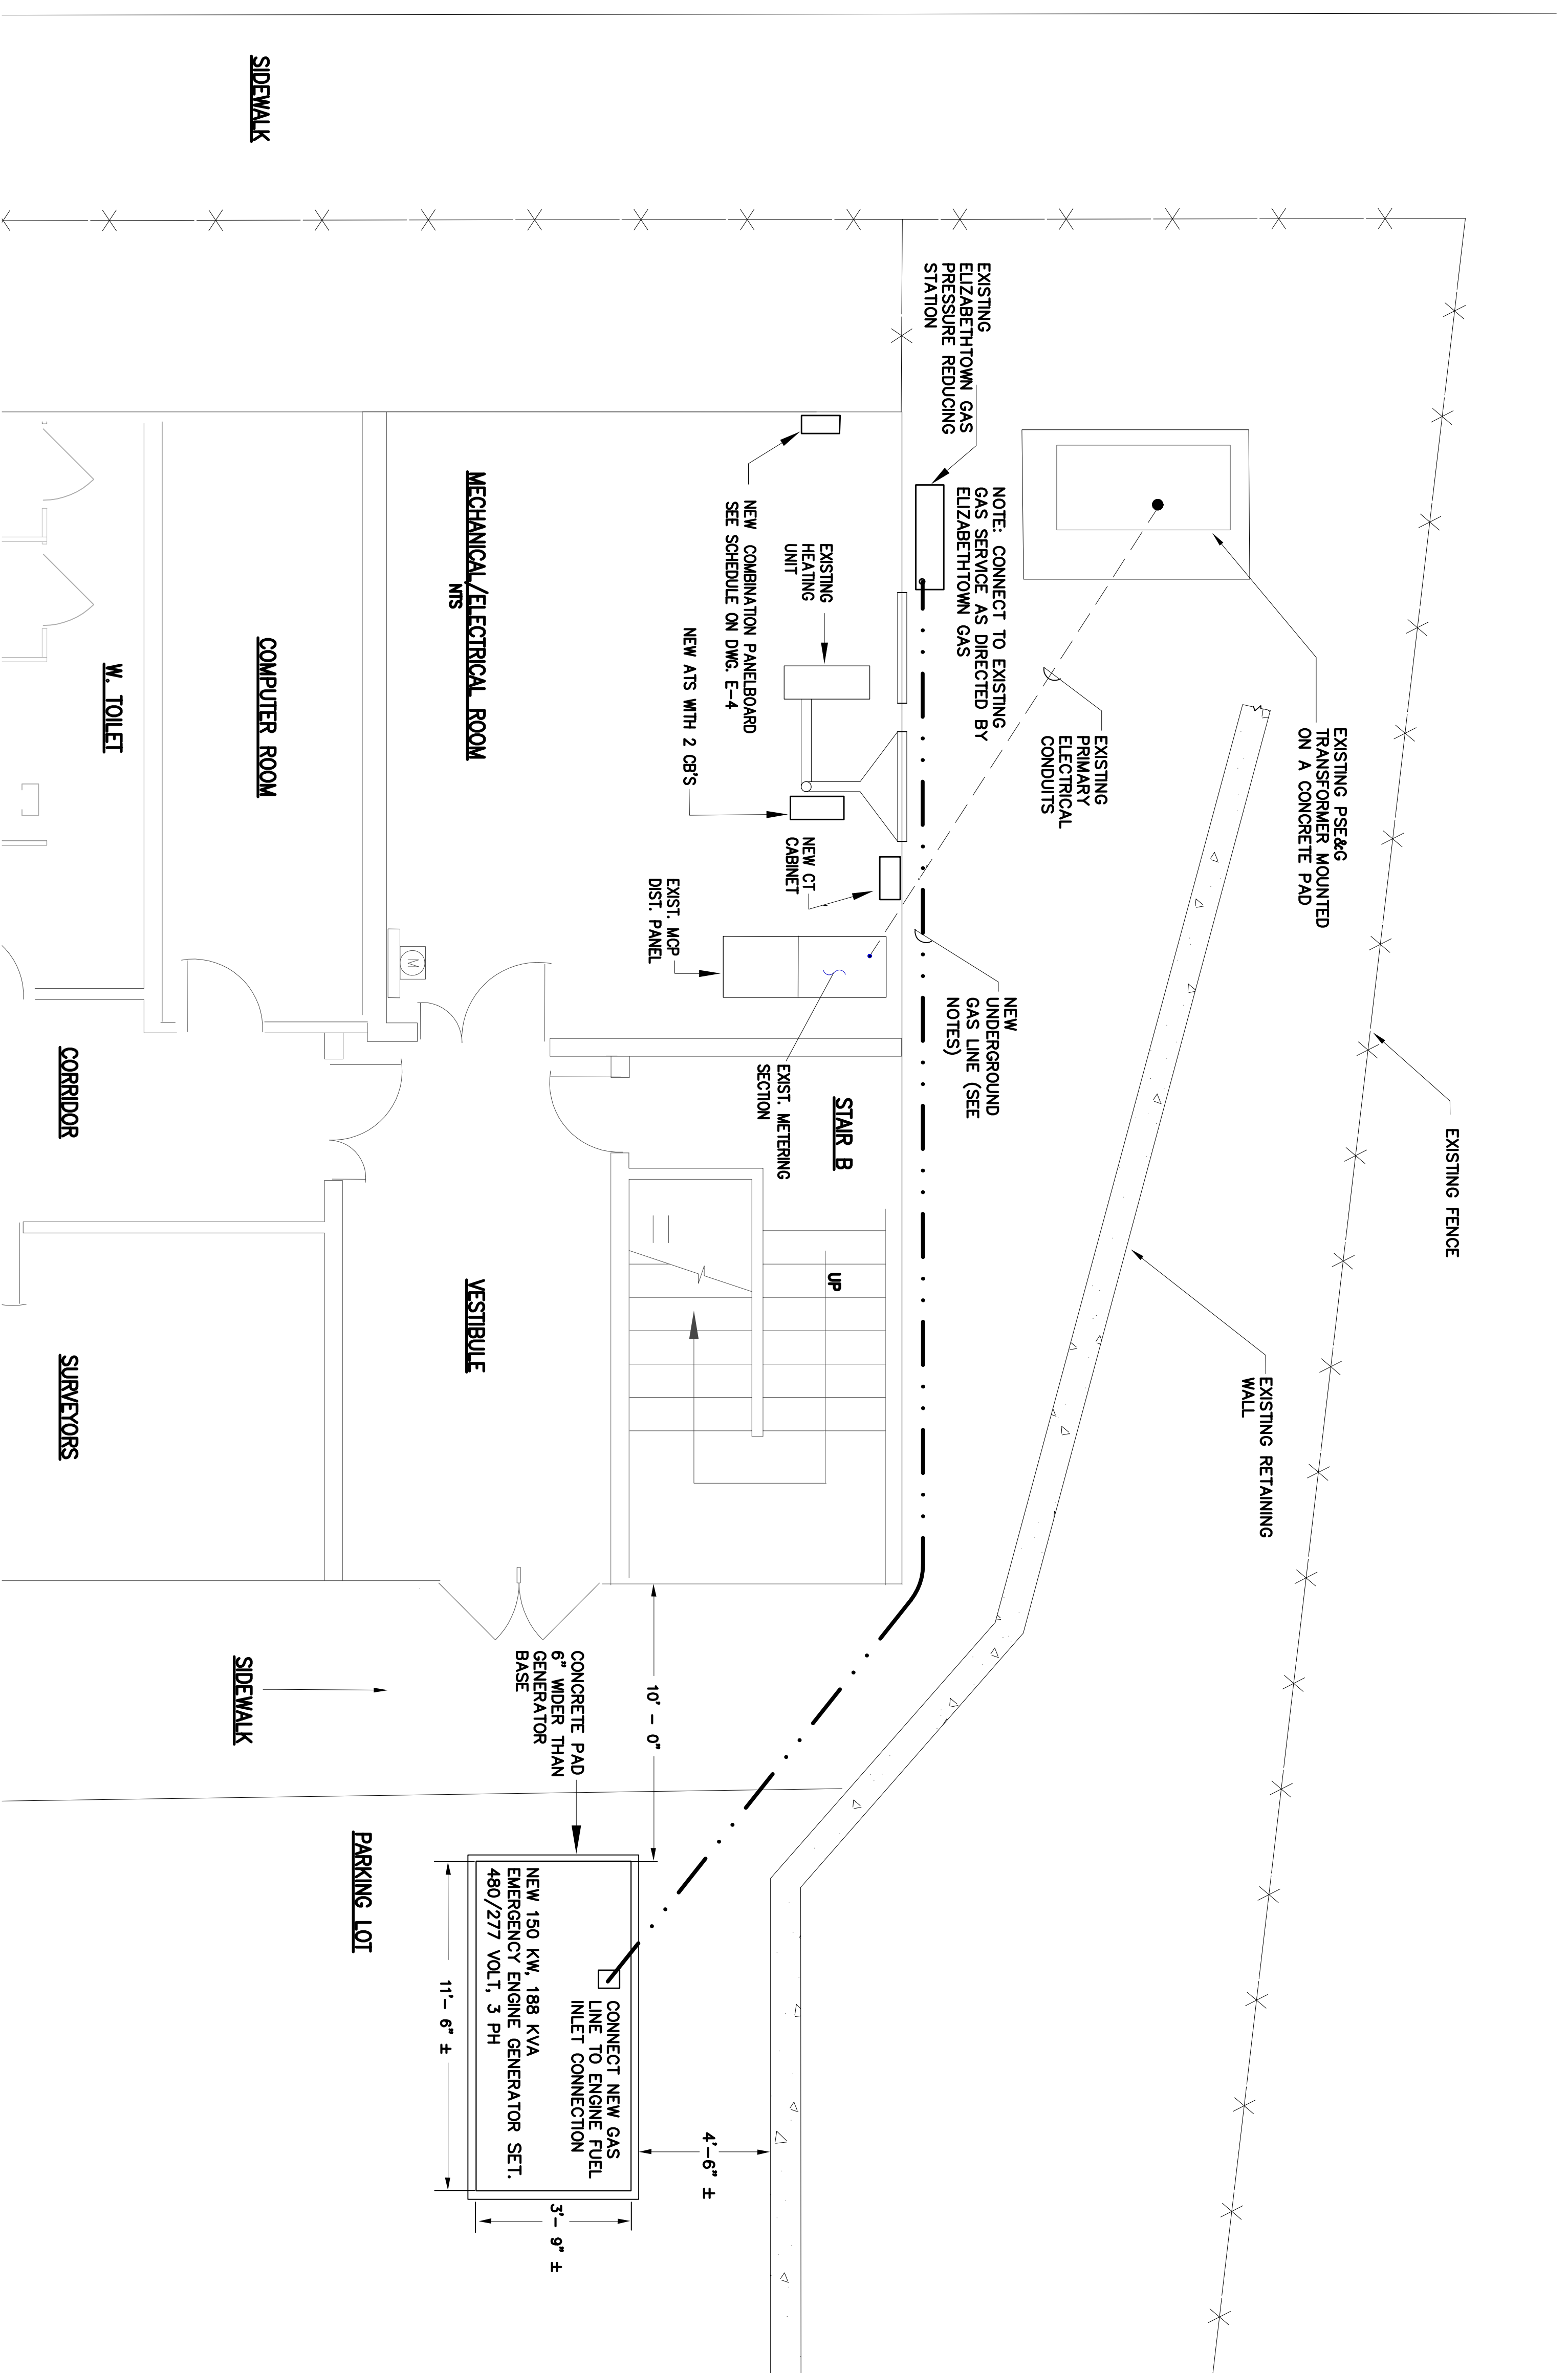 SIDEWALK
EXISTING FENCE
EXISTING PSE&G
TRANSFORMER MOUNTED
ON A CONCRETE PAD
EXISTING RETAINING
WALL
EXISTING
PRIMARY
ELECTRICAL
CONDUITS
EXISTING
ELIZABETHTOWN GAS
PRESSURE REDUCING
STATION
NOTE: CONNECT TO EXISTING
GAS SERVICE AS DIRECTED BY
ELIZABETHTOWN GAS
NEW
UNDERGROUND
GAS LINE (SEE
NOTES)
EXISTING
HEATING
UNIT
NEW CT
CABINET
STAIR B
UP
NEW COMBINATION PANELBOARD
SEE SCHEDULE ON DWG. E-4
NEW ATS WITH 2 CB'S
EXIST. METERING
SECTION
EXIST. MCP
DIST. PANEL
MECHANICAL/ELECTRICAL ROOM
NTS
M
VESTIBULE
COMPUTER ROOM
W. TOILET
CORRIDOR
SURVEYORS
SIDEWALK
10' - 0"
CONCRETE PAD
6" WIDER THAN
GENERATOR
BASE
4'-6" ±
CONNECT NEW GAS
LINE TO ENGINE FUEL
INLET CONNECTION
NEW 150 KW, 188 KVA
EMERGENCY ENGINE GENERATOR SET.
480/277 VOLT, 3 PH
3'- 9" ±
11'- 6" ±
PARKING LOT